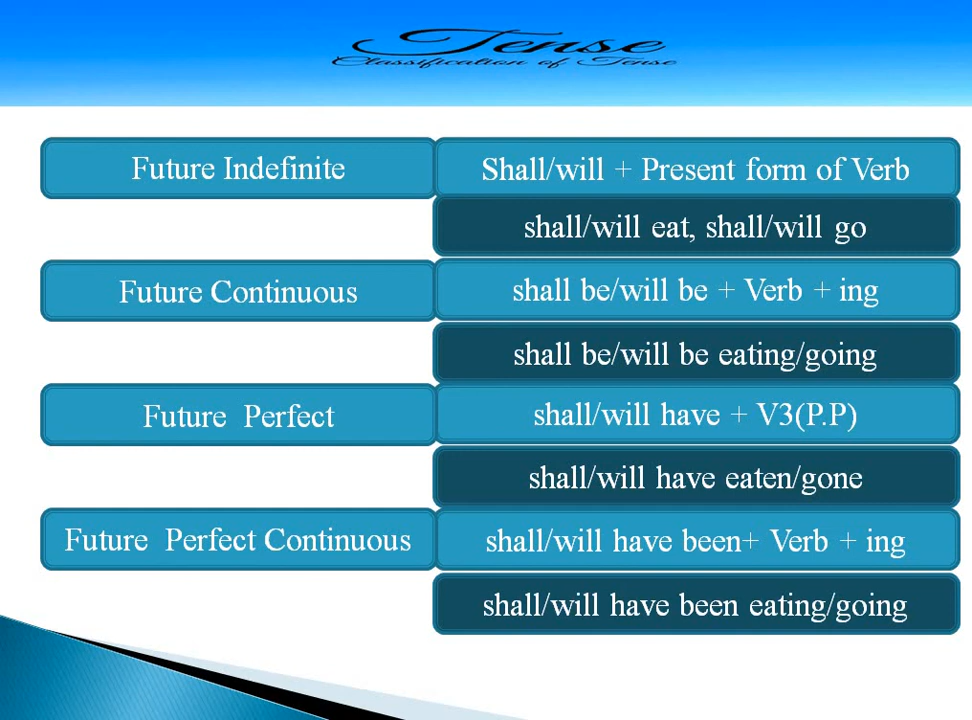 Tense
Classification of Tense
Future Indefinite
Shall/will + Present form of Verb
shall/will eat, shall/will go
Future Continuous
shall be/will be + Verb + ing
shall be/will be eating/going
Future Perfect
shall/will have + V3(P.P)
shall/will have eaten/gone
Future Perfect Continuous
shall/will have been+ Verb + ing
shall/will have been eating/going